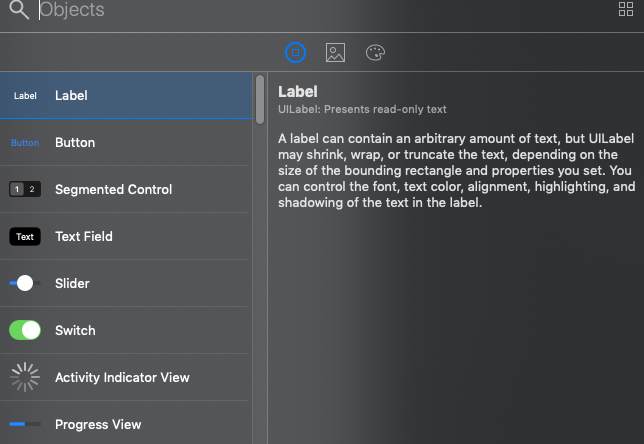 Objects
Label Label
Button Button
1 2 Segmented Control
Text Text Field
Slider
Switch
Activity Indicator View
Progress View
Label
UILabel: Presents read-only text
A label can contain an arbitrary amount of text, but UILabel
may shrink, wrap, or truncate the text, depending on the
size of the bounding rectangle and properties you set. You
can control the font, text color, alignment, highlighting, and
shadowing of the text in the label.